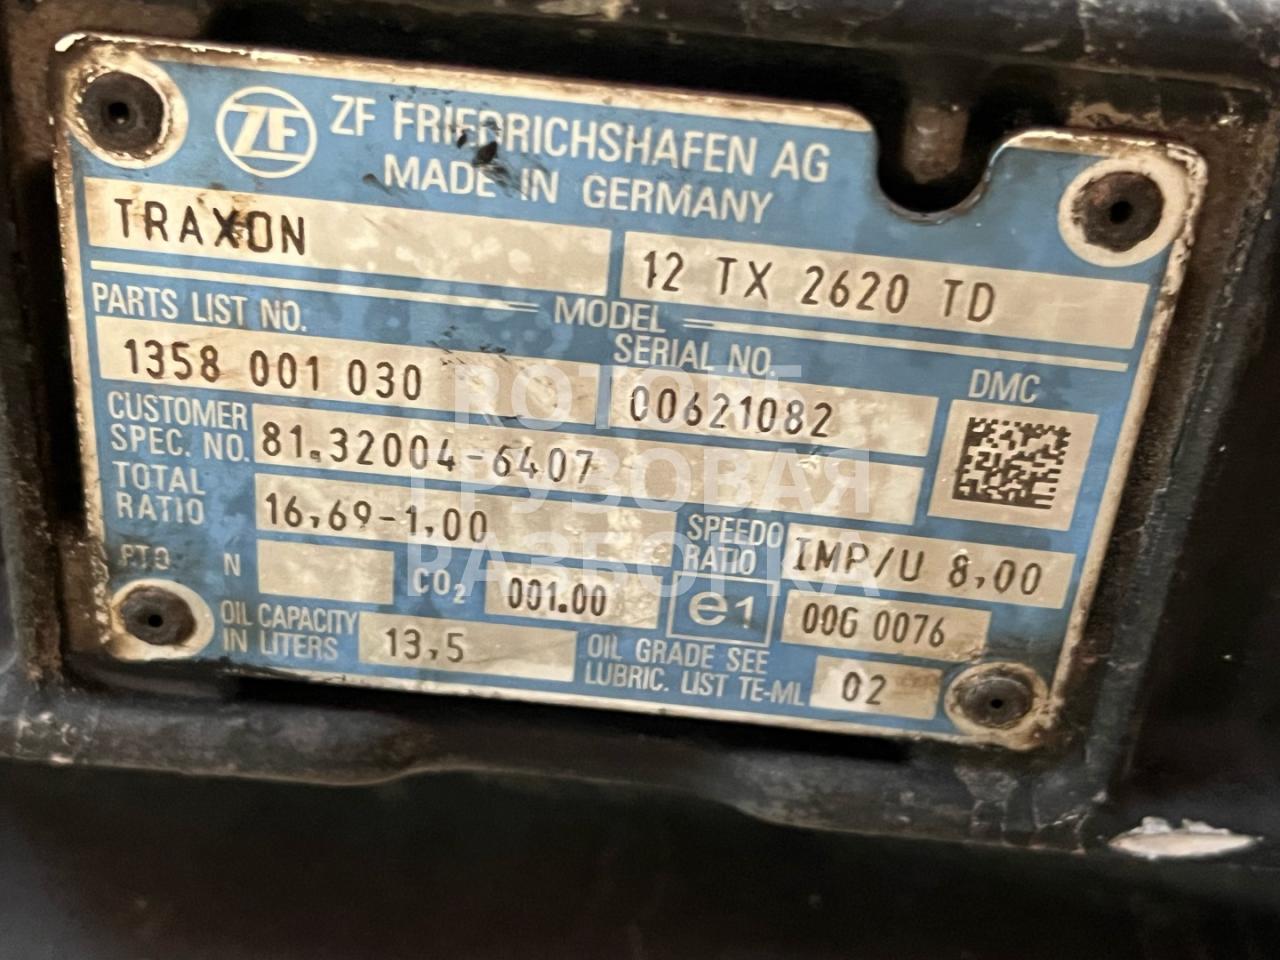 ZF
ZF FRIEDRICHSHAFEN AG
MADE IN GERMANY
TRAXON
12 TX 2620 TD
MODEL
PARTS LIST NO.
SERIAL NO.
DMC
1358 001 030
00621082
CUSTOMER
SPEC. NO.
81.32004-6407
TOTAL
RATIO
16,69-1,00
SPEEDO
RATIO
IMP/U 8,00
PTO N
CO2
001.00
e1
00G 0076
OIL CAPACITY
IN LITERS
13,5
OIL GRADE SEE
LUBRIC. LIST TE-ML
02
ГРУЗОВАЯ
РАЗБОРКА